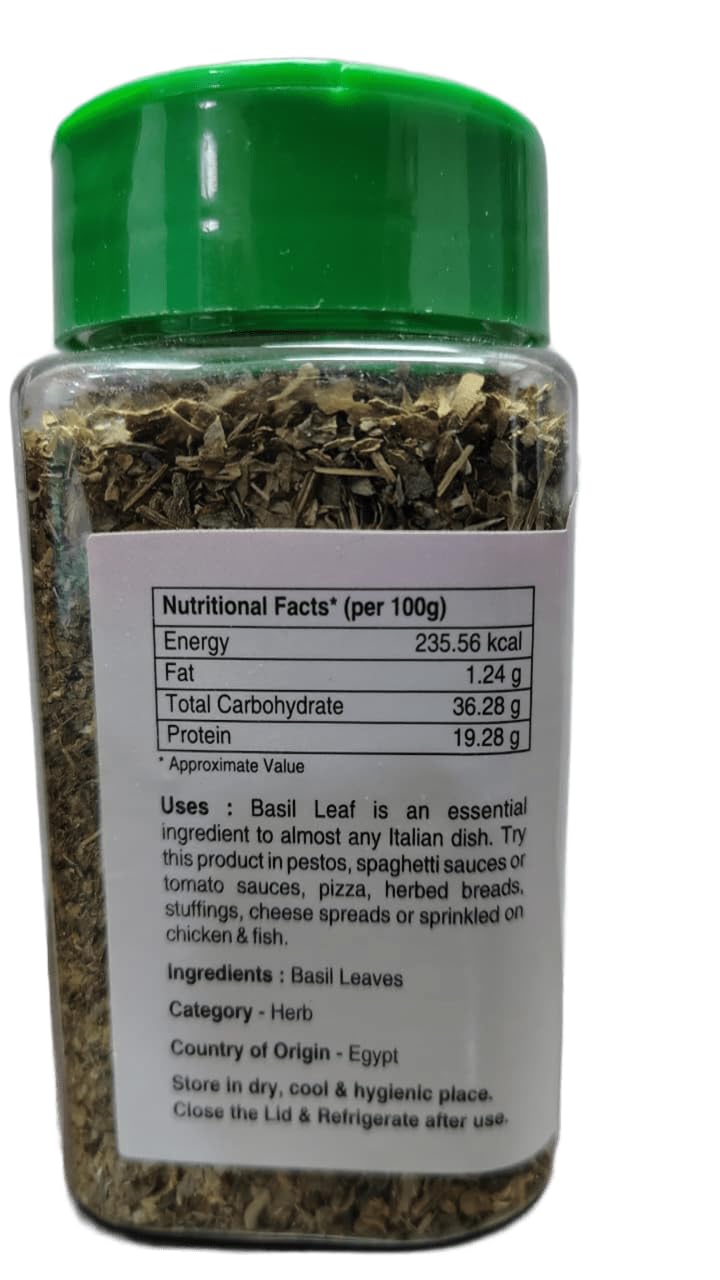 Nutritional Facts* (per 100g)
Energy 235.56 kcal
Fat 1.24 g
Total Carbohydrate 36.28 g
Protein 19.28 g
* Approximate Value
Uses : Basil Leaf is an essential
ingredient to almost any Italian dish. Try
this product in pestos, spaghetti sauces or
tomato sauces, pizza, herbed breads,
stuffings, cheese spreads or sprinkled on
chicken & fish.
Ingredients : Basil Leaves
Category - Herb
Country of Origin - Egypt
Store in dry, cool & hygienic place.
Close the Lid & Refrigerate after use.